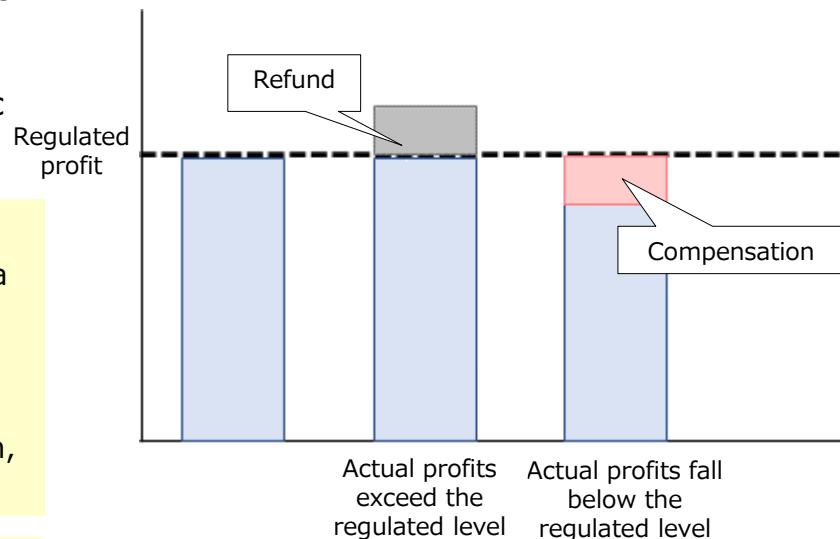 c
a
n,
Refund
Regulated
profit
Compensation
Actual profits
exceed the
regulated level
Actual profits fall
below the
regulated level